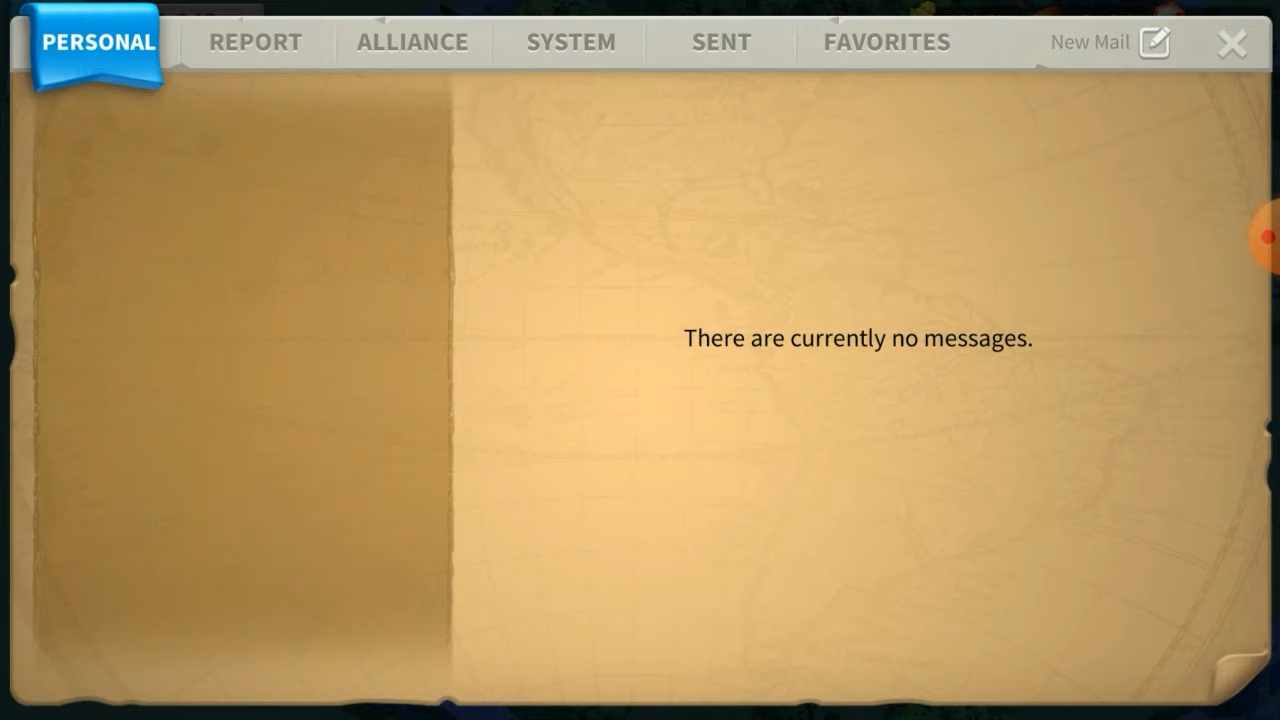 PERSONAL REPORT ALLIANCE SYSTEM SENT FAVORITES New Mail
There are currently no messages.